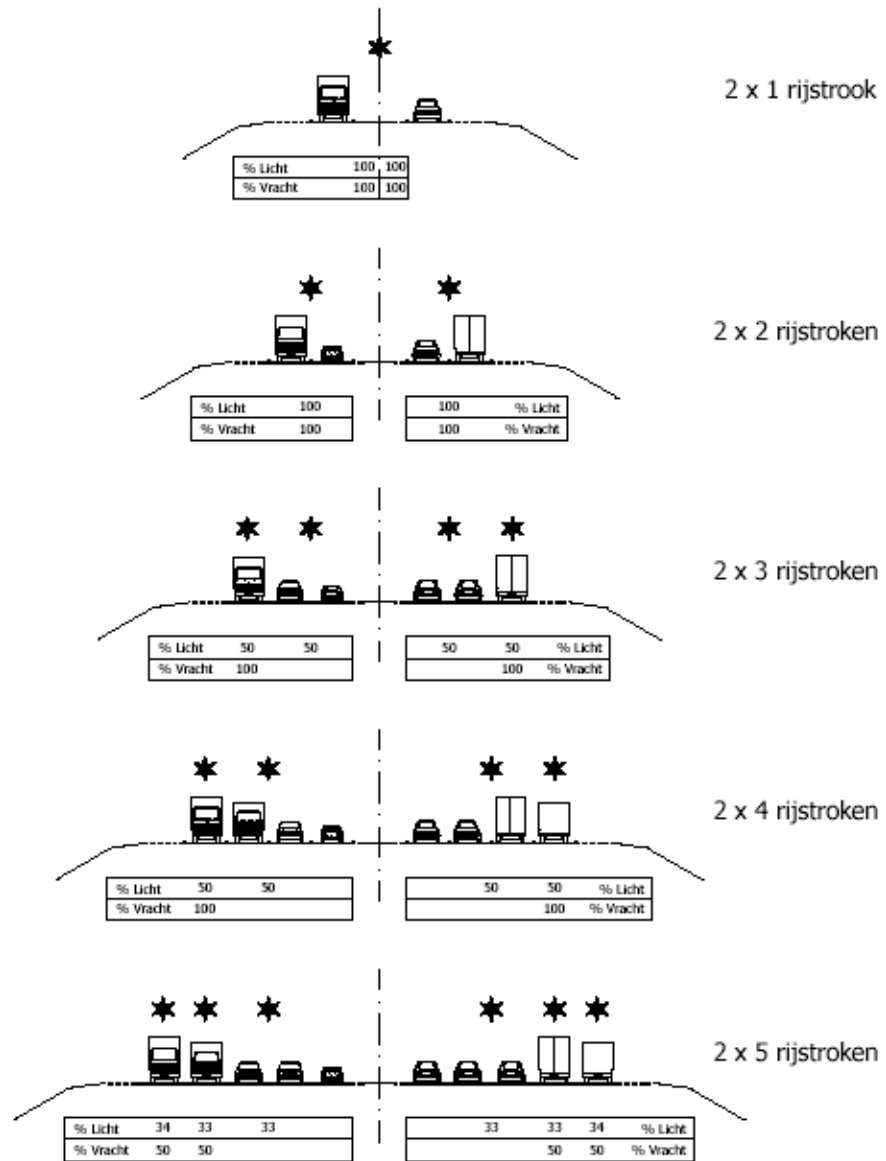 2 x 1 rijstrook
% Licht 100 100
% Vracht 100 100
2 x 2 rijstroken
% Licht 100 100 % Licht
% Vracht 100 100 % Vracht
2 x 3 rijstroken
% Licht 50 50 50 50 % Licht
% Vracht 100 100 % Vracht
2 x 4 rijstroken
% Licht 50 50 50 50 % Licht
% Vracht 100 100 % Vracht
2 x 5 rijstroken
% Licht 34 33 33 33 33 34 % Licht
% Vracht 50 50 50 50 % Vracht